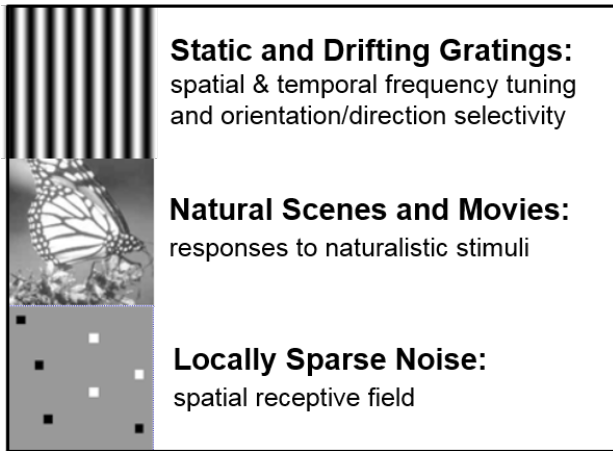 Static and Drifting Gratings:
spatial & temporal frequency tuning
and orientation/direction selectivity
Natural Scenes and Movies:
responses to naturalistic stimuli
Locally Sparse Noise:
spatial receptive field